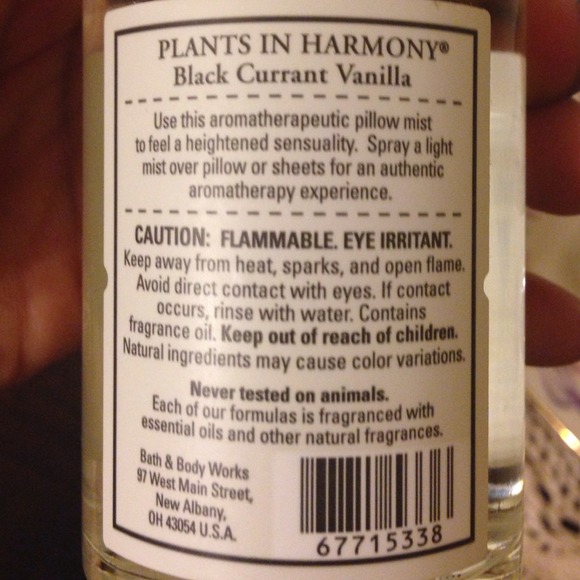 PLANTS IN HARMONY®
Black Currant Vanilla
Use this aromatherapeutic pillow mist
to feel a heightened sensuality. Spray a light
mist over pillow or sheets for an authentic
aromatherapy experience.
CAUTION: FLAMMABLE. EYE IRRITANT.
Keep away from heat, sparks, and open flame.
Avoid direct contact with eyes. If contact
occurs, rinse with water. Contains
fragrance oil. Keep out of reach of children.
Natural ingredients may cause color variations.
Never tested on animals.
Each of our formulas is fragranced with
essential oils and other natural fragrances.
Bath & Body Works
97 West Main Street,
New Albany,
OH 43054 U.S.A.
67715338